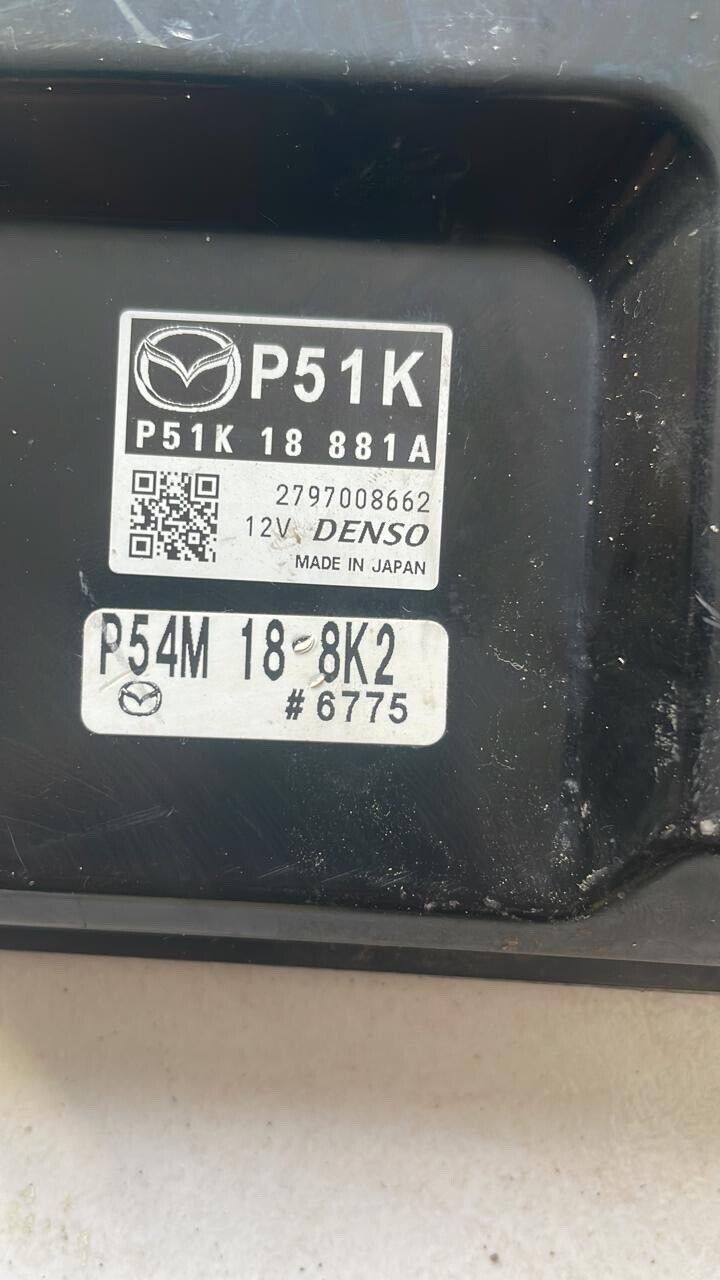 P51K
P51K 18 881A
2797008662
12V DENSO
MADE IN JAPAN
P54M 18-8K2
#6775